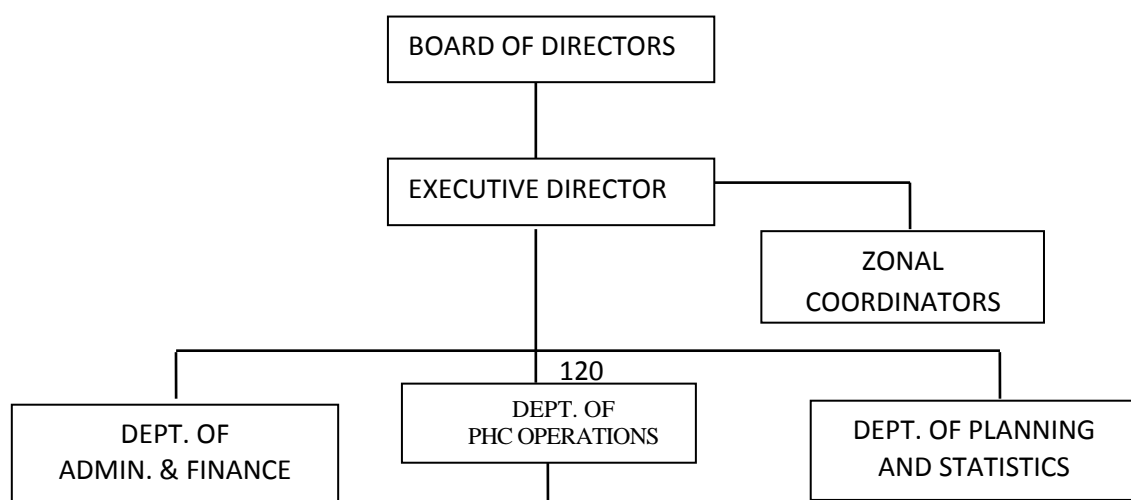 BOARD OF DIRECTORS
EXECUTIVE DIRECTOR
ZONAL
COORDINATORS
120
DEPT. OF
ADMIN. & FINANCE
DEPT. OF
PHC OPERATIONS
DEPT. OF PLANNING
AND STATISTICS